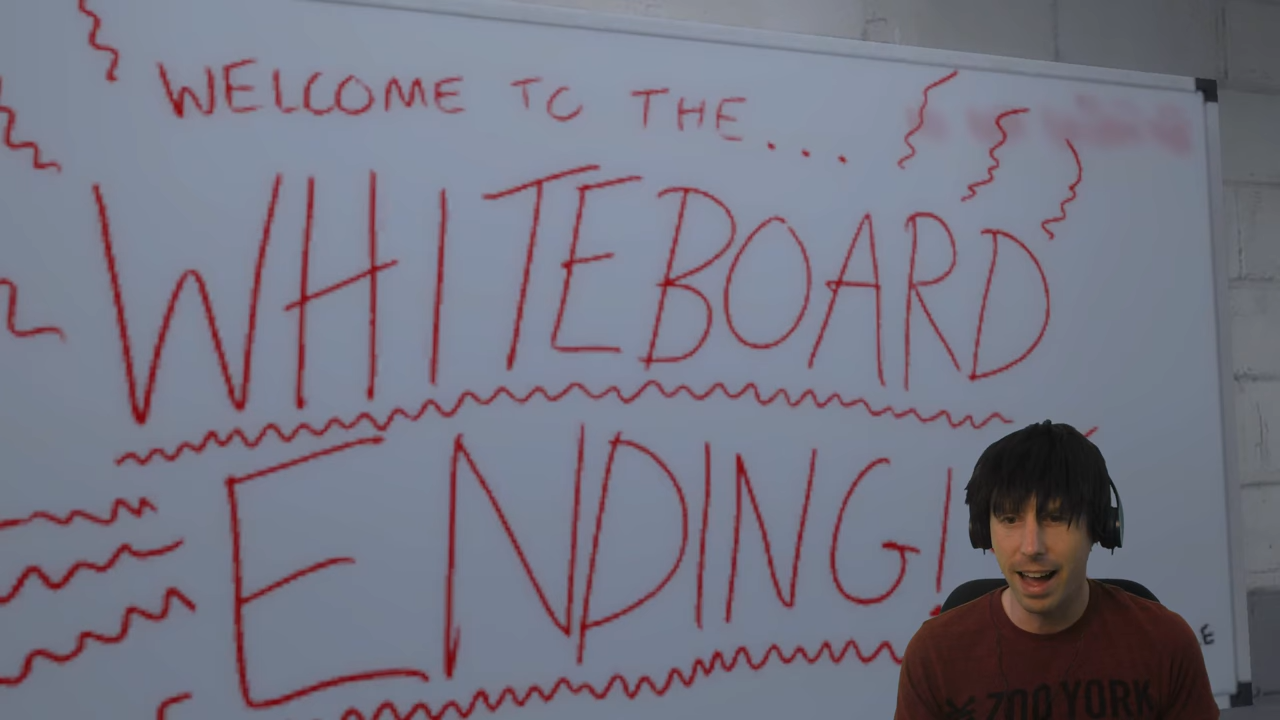 WELCOME TO THE...
WHITEBOARD
ENDING!
E
ZOO YORK